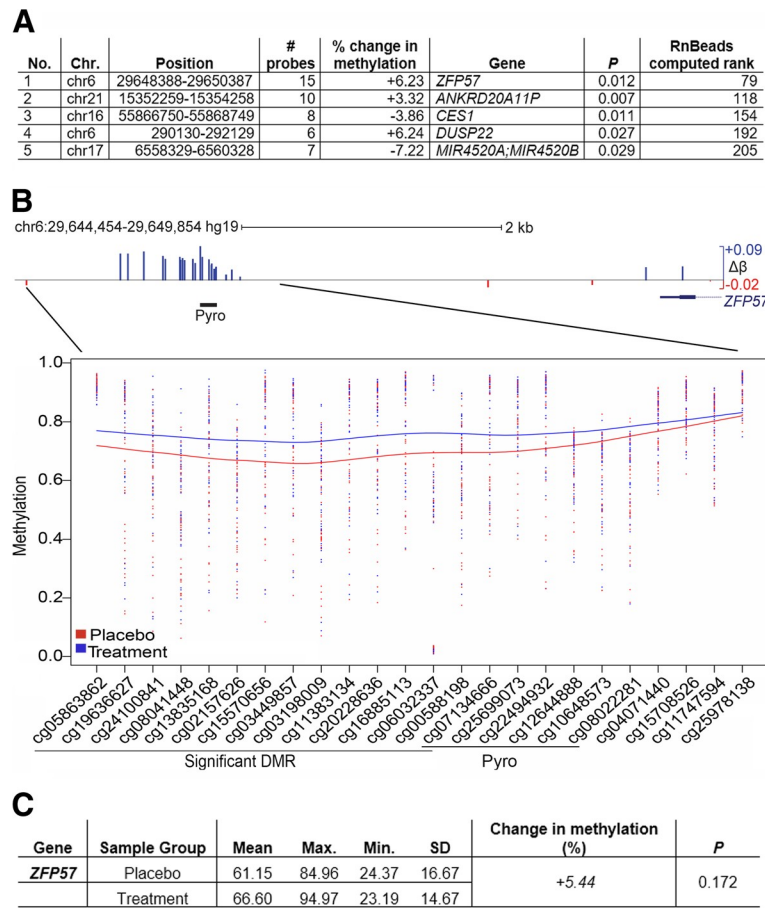 A
No. Chr. Position # probes % change in methylation Gene P RnBeads computed rank
1 chr6 29648388-29650387 15 +6.23 ZFP57 0.012 79
2 chr21 15352259-15354258 10 +3.32 ANKRD20A11P 0.007 118
3 chr16 55866750-55868749 8 -3.86 CES1 0.011 154
4 chr6 290130-292129 6 +6.24 DUSP22 0.027 192
5 chr17 6558329-6560328 7 -7.22 MIR4520A;MIR4520B 0.029 205
B
chr6:29,644,454-29,649,854 hg19 2 kb
+0.09
Δβ
-0.02
ZFP57
Pyro
1.0
0.8
0.6
0.4
0.2
0.0
Methylation
Placebo
Treatment
cg05863862
cg19636627
cg24100841
cg08041448
cg13835168
cg02157626
cg15570656
cg03449857
cg03198009
cg11383134
cg20228636
cg16885113
cg06032337
cg00588198
cg07134666
cg25699073
cg22494932
cg12644888
cg10648573
cg08022281
cg04071440
cg15708526
cg11747594
cg25978138
Significant DMR Pyro
C
Gene Sample Group Mean Max. Min. SD Change in methylation (%) P
ZFP57 Placebo 61.15 84.96 24.37 16.67 +5.44 0.172
Treatment 66.60 94.97 23.19 14.67